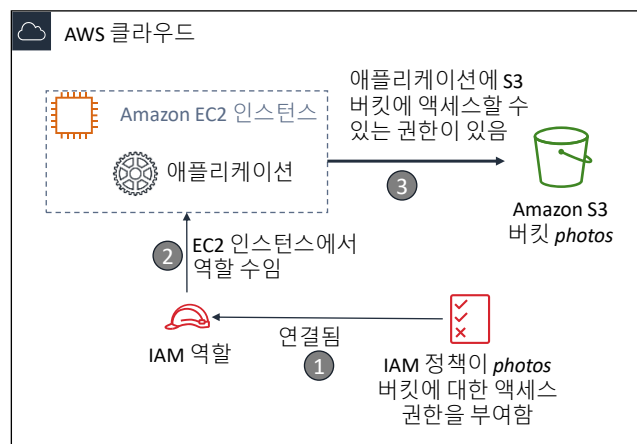 AWS 클라우드
Amazon EC2 인스턴스
애플리케이션
애플리케이션에 S3
버킷에 액세스할 수
있는 권한이 있음
3
Amazon S3
버킷 photos
2
EC2 인스턴스에서
역할 수임
IAM 역할
연결됨
1
IAM 정책이 photos
버킷에 대한 액세스
권한을 부여함